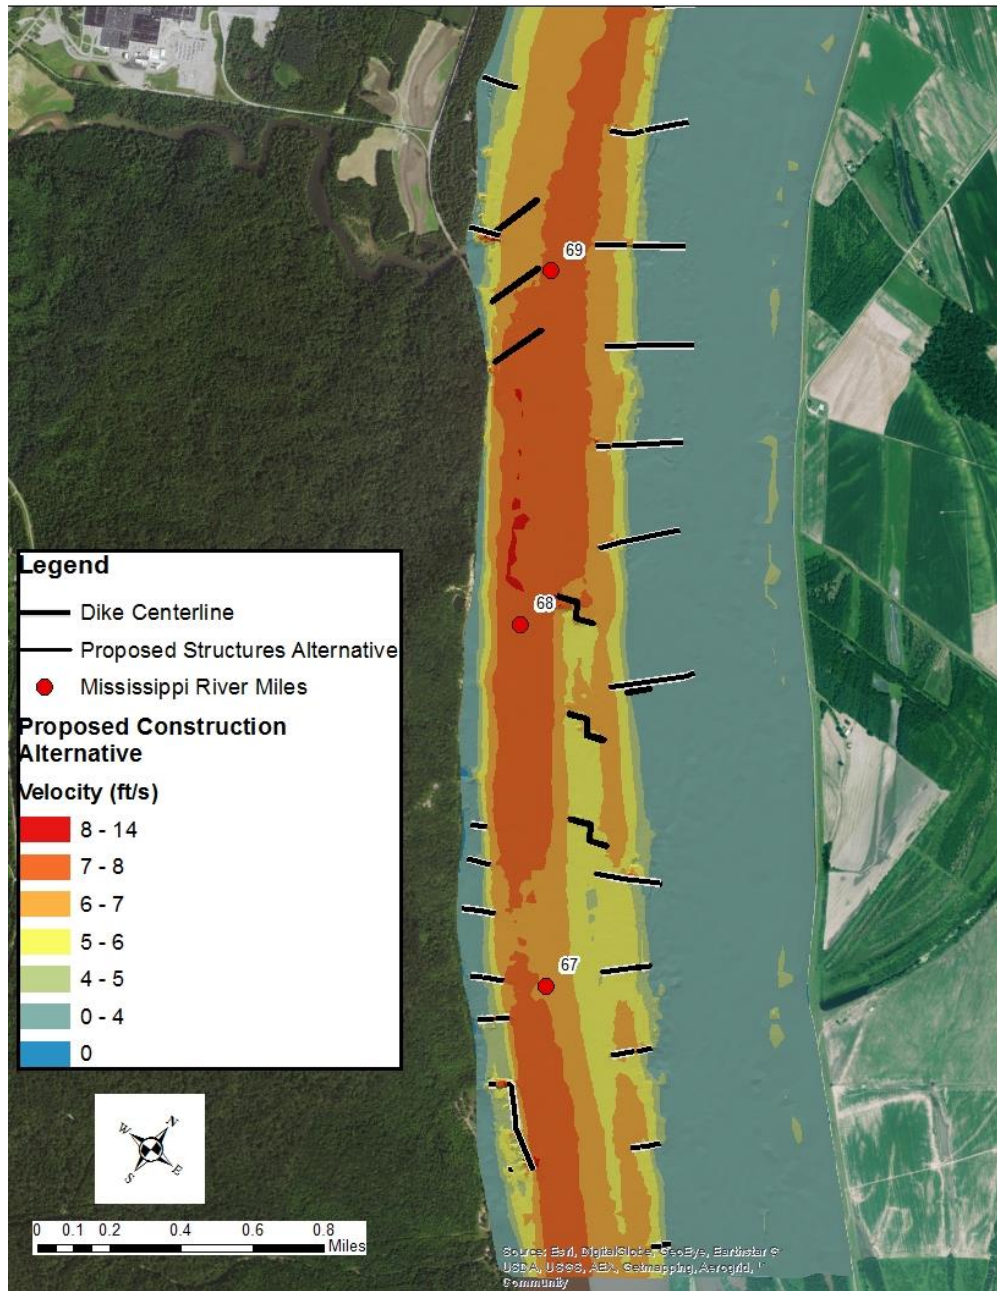 69
68
67
Legend
Dike Centerline
Proposed Structures Alternative
Mississippi River Miles
Proposed Construction
Alternative
Velocity (ft/s)
8 - 14
7 - 8
6 - 7
5 - 6
4 - 5
0 - 4
0
W N
S E
0 0.1 0.2 0.4 0.6 0.8
Miles
Source: Esri, DigitalGlobe, GeoEye, Earthstar G
USDA, USGS, AEX, Getmapping, Aerogrid, I
Community